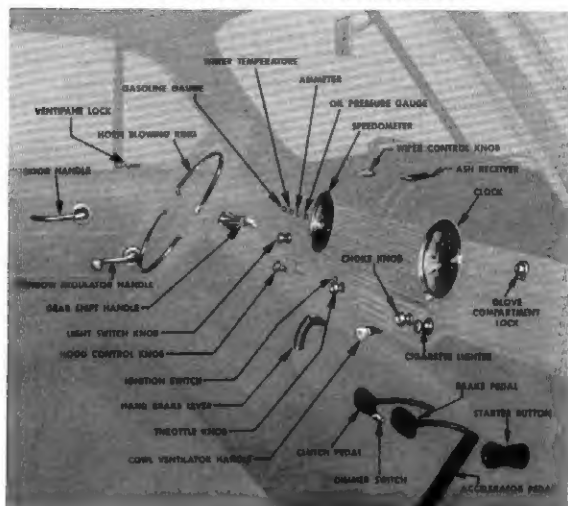 WATER TEMPERATURE
AMMETER
GASOLINE GAUGE
OIL PRESSURE GAUGE
SPEEDOMETER
VENTIPANE LOCK
HORN BLOWING RING
WIPER CONTROL KNOB
ASH RECEIVER
DOOR HANDLE
CLOCK
WINDOW REGULATOR HANDLE
CHOKE KNOB
GEAR SHIFT HANDLE
GLOVE
COMPARTMENT
LOCK
LIGHT SWITCH KNOB
HOOD CONTROL KNOB
CIGARETTE LIGHTER
IGNITION SWITCH
BRAKE PEDAL
HAND BRAKE LEVER
STARTER BUTTON
THROTTLE KNOB
CLUTCH PEDAL
COWL VENTILATOR HANDLE
DIMMER SWITCH
ACCELERATOR PEDAL